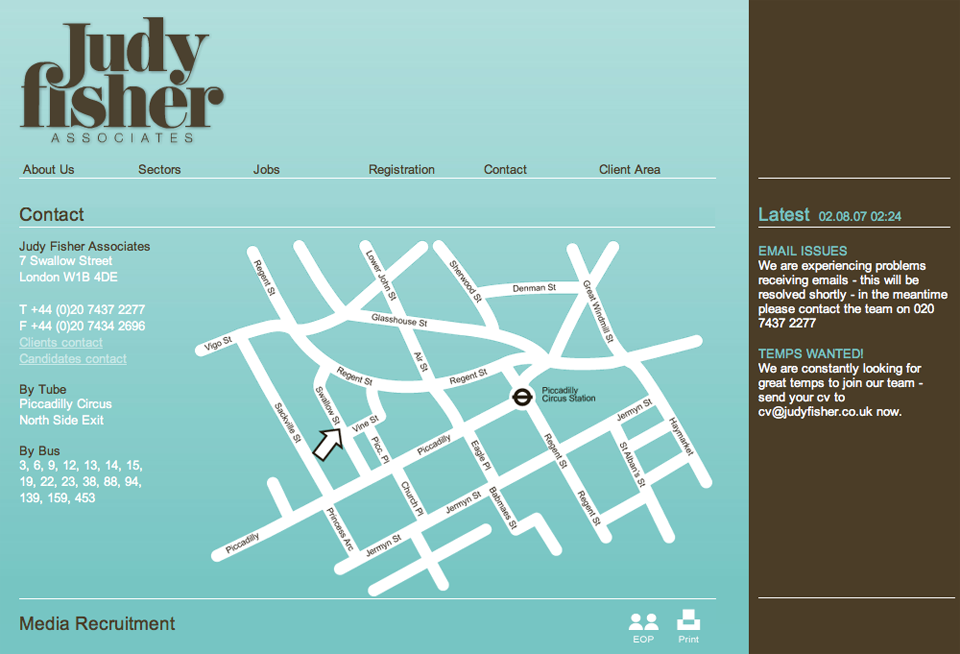 Judy
fisher
ASSOCIATES
About Us
Sectors
Jobs
Registration
Contact
Client Area
Contact
Judy Fisher Associates
7 Swallow Street
London W1B 4DE
T +44 (0)20 7437 2277
F +44 (0)20 7434 2696
Clients contact
Candidates contact
By Tube
Piccadilly Circus
North Side Exit
By Bus
3, 6, 9, 12, 13, 14, 15,
19, 22, 23, 38, 88, 94,
139, 159, 453
Regent St
Lower John St
Sherwood St
Denman St
Great Windmill St
Glasshouse St
Vigo St
Air St
Regent St
Regent St
Swallow St
Piccadilly
Circus Station
Sackville St
Vine St
Jermyn St
Picc. Pl
Piccadilly
Eagle Pl
Regent St
St Alban's St
Haymarket
Church Pl
Jermyn St
Babmaes St
Regent St
Princess Arc
Piccadilly
Jermyn St
Media Recruitment
EOP
Print
Latest 02.08.07 02:24
EMAIL ISSUES
We are experiencing problems
receiving emails - this will be
resolved shortly - in the meantime
please contact the team on 020
7437 2277
TEMPS WANTED!
We are constantly looking for
great temps to join our team -
send your cv to
cv@judyfisher.co.uk now.